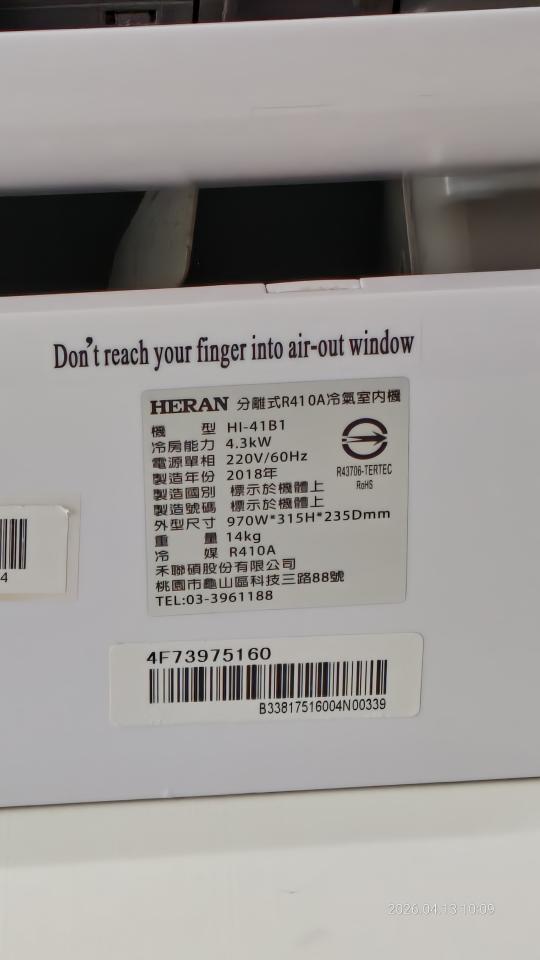 Don't reach your finger into air-out window
HERAN 分離式R410A冷氣室內機
機 型 HI-41B1
冷房能力 4.3kW
電源單相 220V/60Hz
製造年份 2018年
製造國別 標示於機體上
製造號碼 標示於機體上
外型尺寸 970W*315H*235Dmm
重 量 14kg
冷 媒 R410A
禾聯碩股份有限公司
桃園市龜山區科技三路88號
TEL:03-3961188
R43706-TERTEC
RoHS
4
4F73975160
B33817516004N00339
2026.04.13 10:09